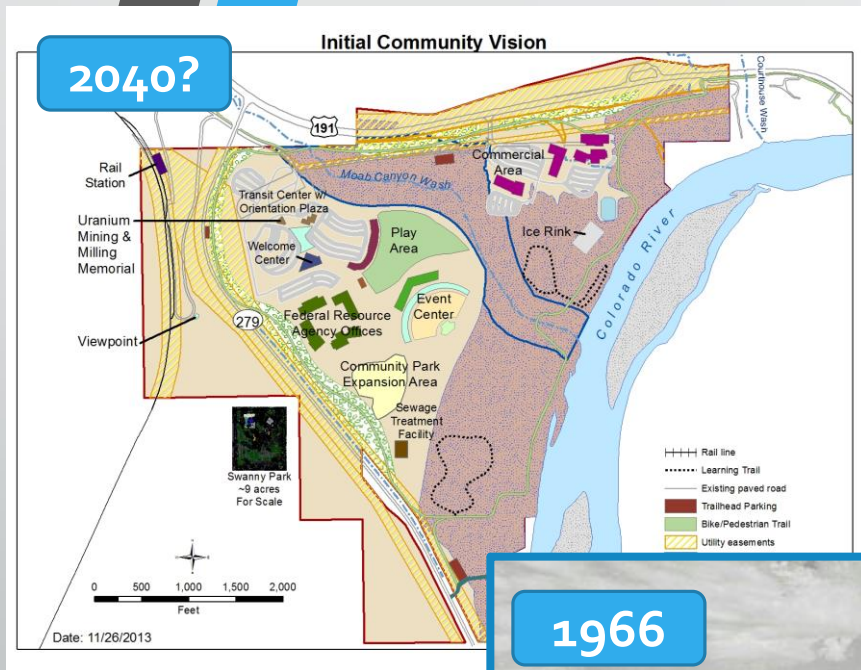 Initial Community Vision
2040?
191
Courthouse Wash
Rail
Station
Commercial
Area
Moab Canyon Wash
Transit Center w/
Orientation Plaza
Uranium
Mining &
Milling
Memorial
Welcome
Center
Play
Area
Ice Rink
Colorado River
279
Federal Resource
Agency Offices
Event
Center
Viewpoint
Community Park
Expansion Area
Sewage
Treatment
Facility
Swanny Park
~9 acres
For Scale
Rail line
Learning Trail
Existing paved road
Trailhead Parking
Bike/Pedestrian Trail
Utility easements
0 500 1,000 1,500 2,000
Feet
Date: 11/26/2013
1966